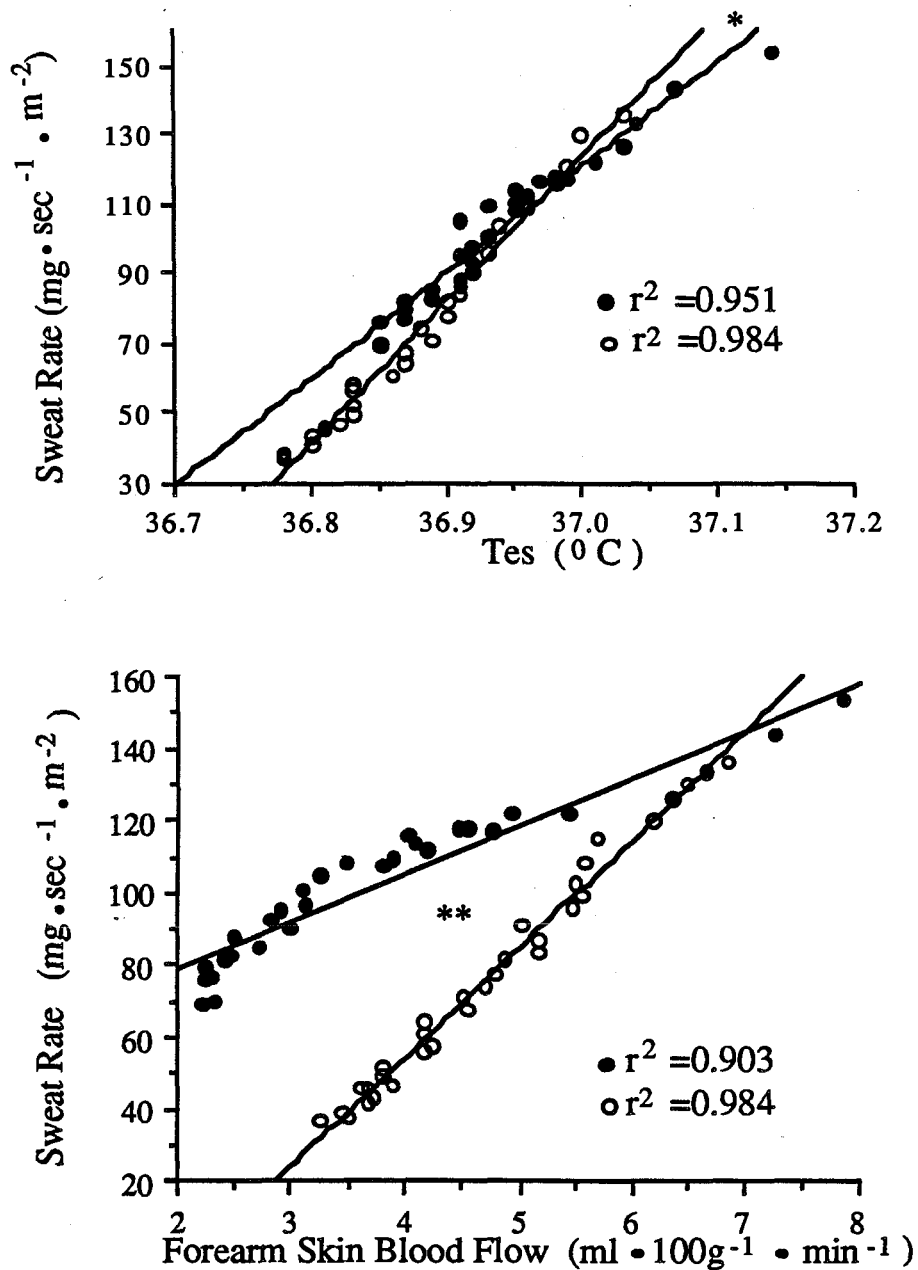 *
Sweat Rate (mg • sec⁻¹ • m⁻²)
150
130
110
90
70
50
30
● r² =0.951
○ r² =0.984
36.7 36.8 36.9 37.0 37.1 37.2
Tes (⁰ C)
Sweat Rate (mg • sec ⁻¹ • m⁻²)
160
140
120
100
80
60
40
20
**
● r² =0.903
○ r² =0.984
2 3 4 5 6 7 8
Forearm Skin Blood Flow (ml • 100g⁻¹ • min⁻¹)